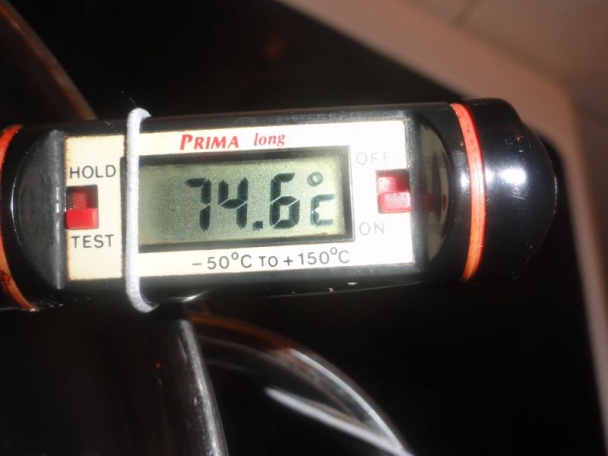 PRIMA long
HOLD
OFF
74.6°C
TEST
ON
-50°C TO +150°C